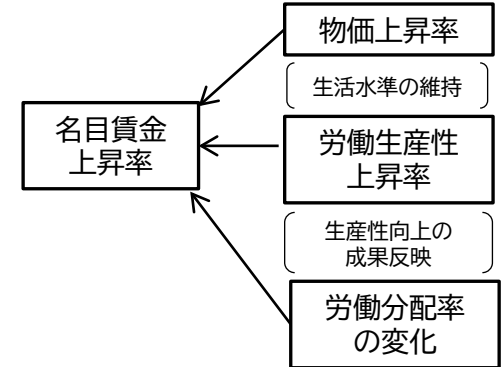 物価上昇率
生活水準の維持
名目賃金
上昇率
労働生産性
上昇率
生産性向上の
成果反映
労働分配率
の変化